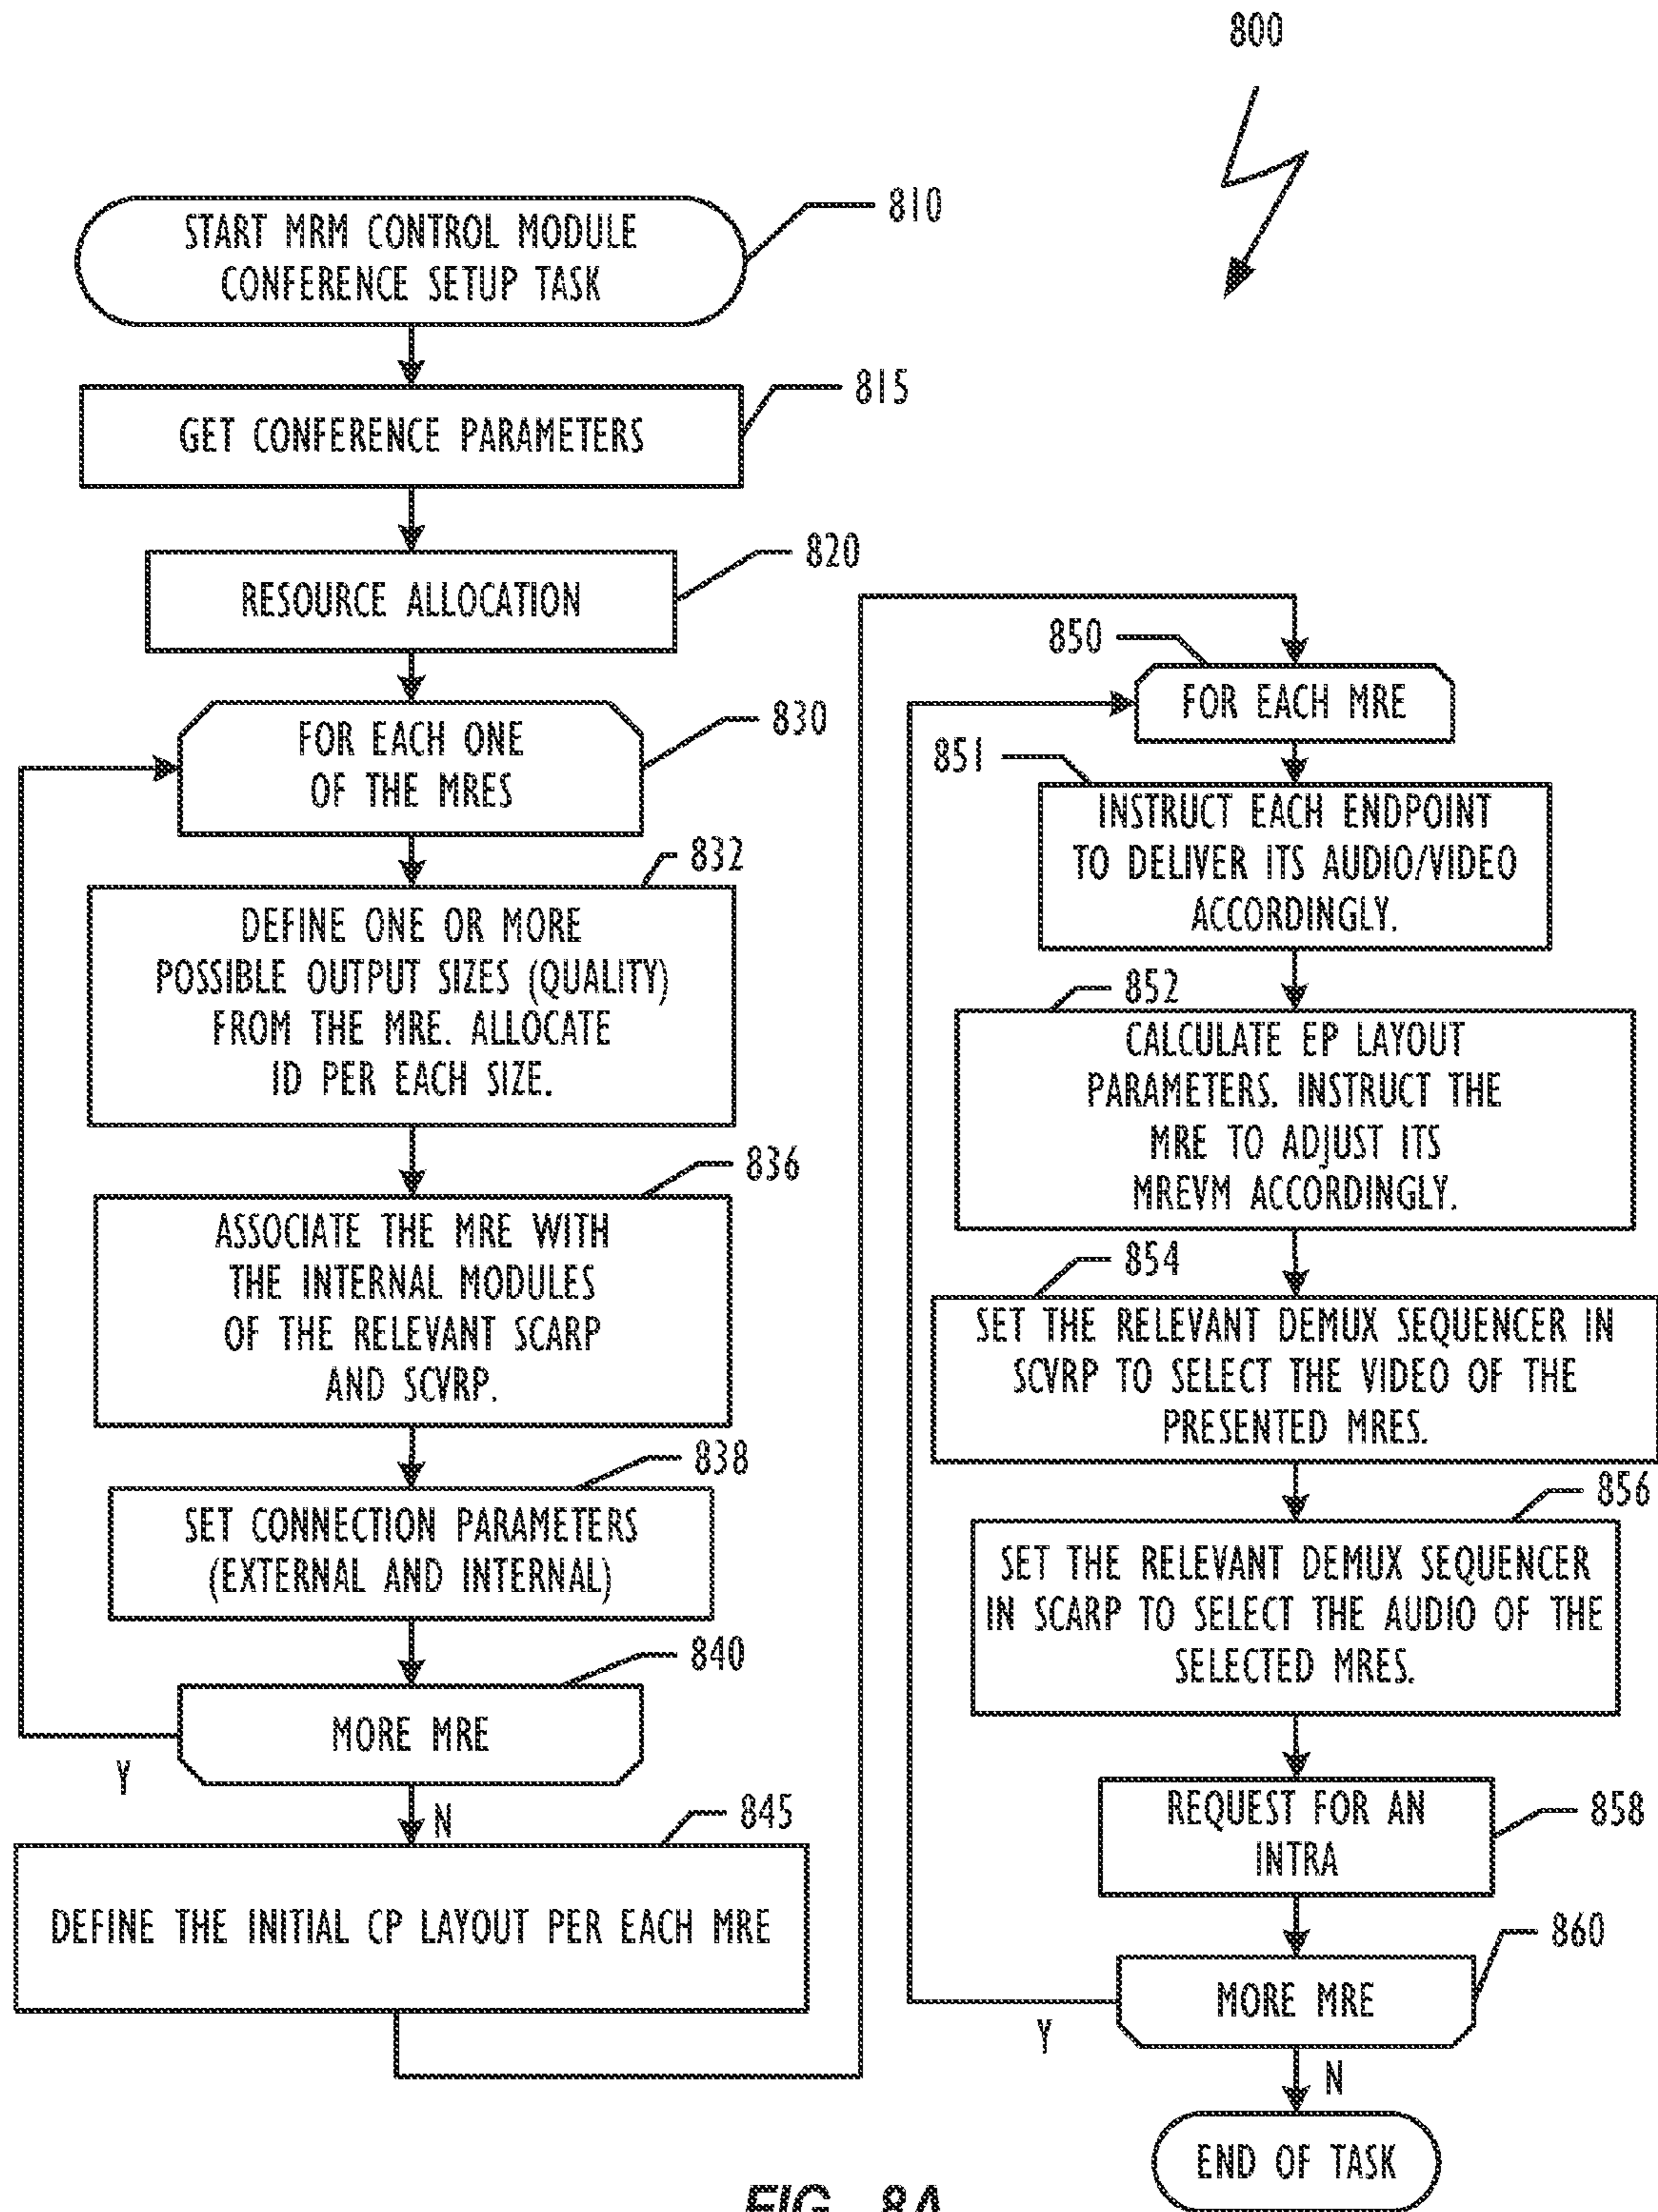 800
START MRM CONTROL MODULE
CONFERENCE SETUP TASK
810
GET CONFERENCE PARAMETERS
815
RESOURCE ALLOCATION
820
FOR EACH ONE
OF THE MRES
830
832
DEFINE ONE OR MORE
POSSIBLE OUTPUT SIZES (QUALITY)
FROM THE MRE. ALLOCATE
ID PER EACH SIZE.
836
ASSOCIATE THE MRE WITH
THE INTERNAL MODULES
OF THE RELEVANT SCARP
AND SCVRP.
838
SET CONNECTION PARAMETERS
(EXTERNAL AND INTERNAL)
840
MORE MRE
Y
N
845
DEFINE THE INITIAL CP LAYOUT PER EACH MRE
850
FOR EACH MRE
851
INSTRUCT EACH ENDPOINT
TO DELIVER ITS AUDIO/VIDEO
ACCORDINGLY.
852
CALCULATE EP LAYOUT
PARAMETERS. INSTRUCT THE
MRE TO ADJUST ITS
MREVM ACCORDINGLY.
854
SET THE RELEVANT DEMUX SEQUENCER IN
SCVRP TO SELECT THE VIDEO OF THE
PRESENTED MRES.
856
SET THE RELEVANT DEMUX SEQUENCER
IN SCARP TO SELECT THE AUDIO OF THE
SELECTED MRES.
REQUEST FOR AN
INTRA
858
860
MORE MRE
Y
N
END OF TASK
FIG. 8A